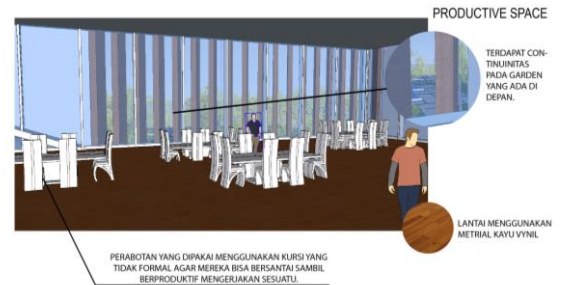 PRODUCTIVE SPACE
TERDAPAT CON-
TINUINITAS
PADA GARDEN
YANG ADA DI
DEPAN.
LANTAI MENGGUNAKAN
METRIAL KAYU VYNIL
PERABOTAN YANG DIPAKAI MENGGUNAKAN KURSI YANG
TIDAK FORMAL AGAR MEREKA BISA BERSANTAI SAMBIL
BERPRODUKTIF MENGERJAKAN SESUATU.